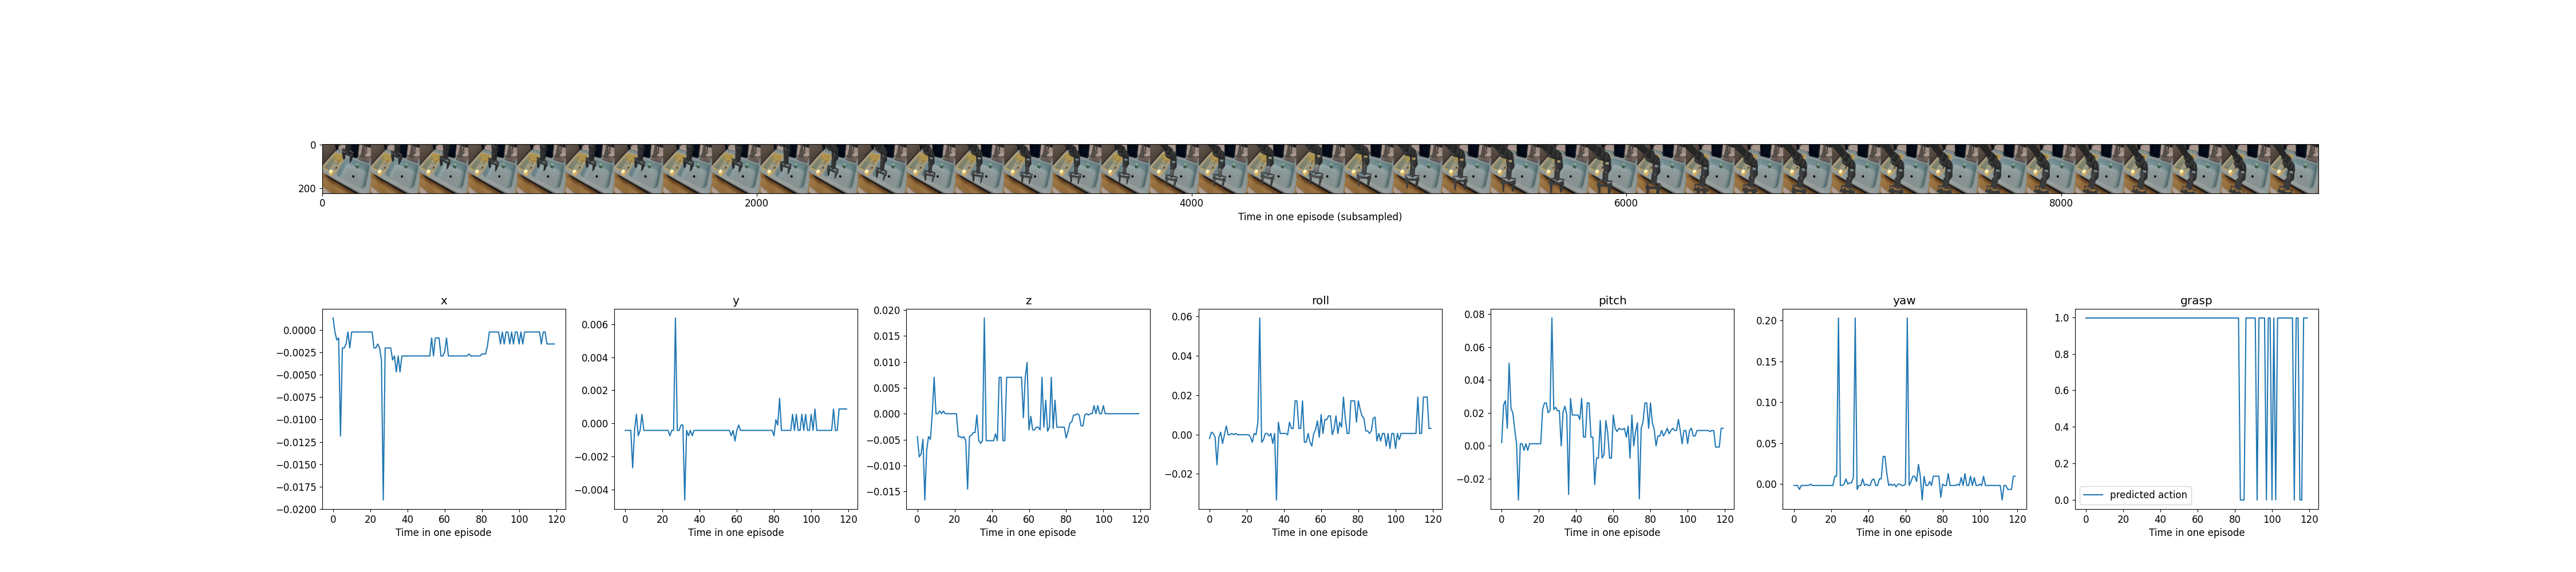 0
200
0 2000 4000 6000 8000
Time in one episode (subsampled)
x
0.0000
−0.0025
−0.0050
−0.0075
−0.0100
−0.0125
−0.0150
−0.0175
−0.0200
0 20 40 60 80 100 120
Time in one episode
y
0.006
0.004
0.002
0.000
−0.002
−0.004
0 20 40 60 80 100 120
Time in one episode
z
0.020
0.015
0.010
0.005
0.000
−0.005
−0.010
−0.015
0 20 40 60 80 100 120
Time in one episode
roll
0.06
0.04
0.02
0.00
−0.02
0 20 40 60 80 100 120
Time in one episode
pitch
0.08
0.06
0.04
0.02
0.00
−0.02
0 20 40 60 80 100 120
Time in one episode
yaw
0.20
0.15
0.10
0.05
0.00
0 20 40 60 80 100 120
Time in one episode
grasp
1.0
0.8
0.6
0.4
0.2
0.0
predicted action
0 20 40 60 80 100 120
Time in one episode